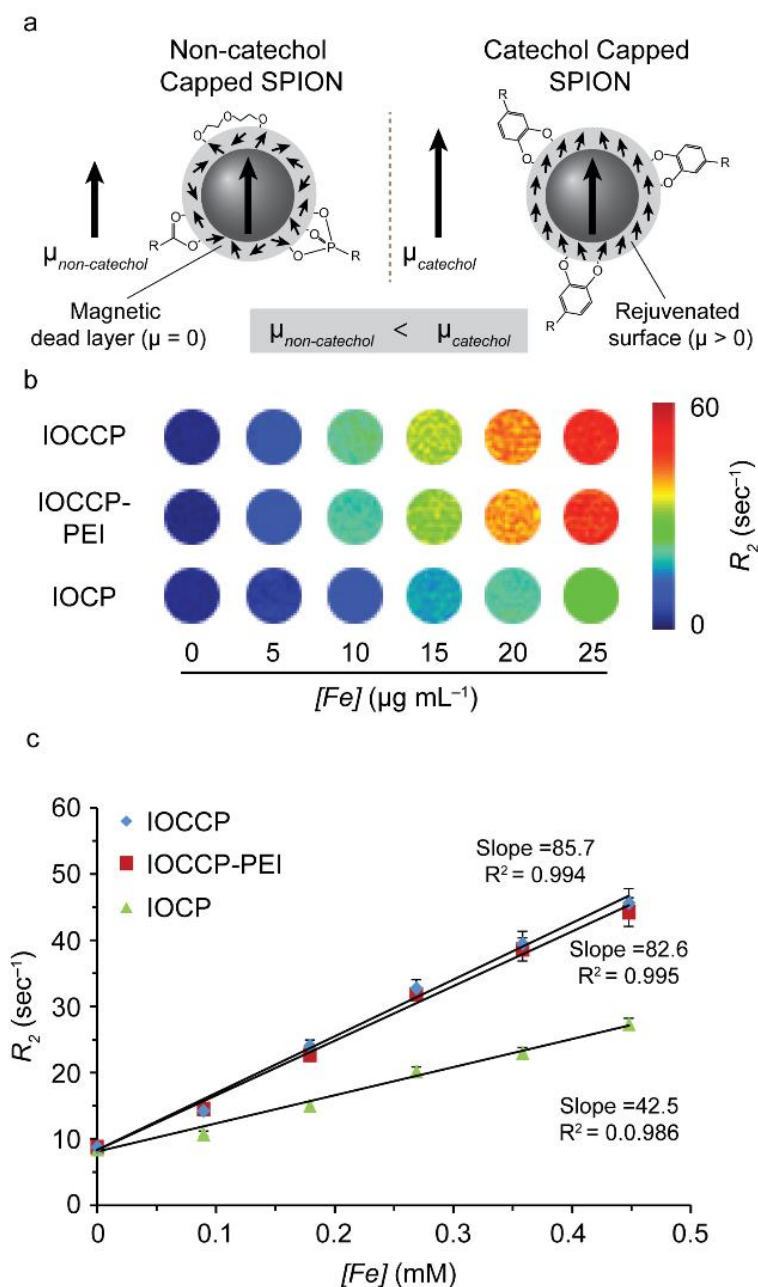 a
Non-catechol
Capped SPION
Catechol Capped
SPION
O
O
O
O
O
R
O
O
O
P
R
R
O
O
O
O
R
O
O
R
μnon-catechol
μcatechol
Magnetic
dead layer (μ = 0)
μnon-catechol < μcatechol
Rejuvenated
surface (μ > 0)
b
IOCCP
IOCCP-
PEI
IOCP
0 5 10 15 20 25
[Fe] (μg mL⁻¹)
60
0
R2 (sec⁻¹)
c
IOCCP
IOCCP-PEI
IOCP
Slope =85.7
R² = 0.994
Slope =82.6
R² = 0.995
Slope =42.5
R² = 0.0.986
60
50
40
30
20
10
0
R2 (sec⁻¹)
0 0.1 0.2 0.3 0.4 0.5
[Fe] (mM)